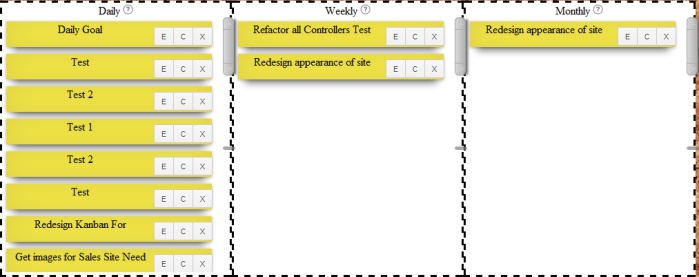 Daily ?
Daily Goal
E C X
Test
E C X
Test 2
E C X
Test 1
E C X
Test 2
E C X
Test
E C X
Redesign Kanban For
E C X
Get images for Sales Site Need
E C X
Weekly ?
Refactor all Controllers Test
E C X
Redesign appearance of site
E C X
Monthly ?
Redesign appearance of site
E C X